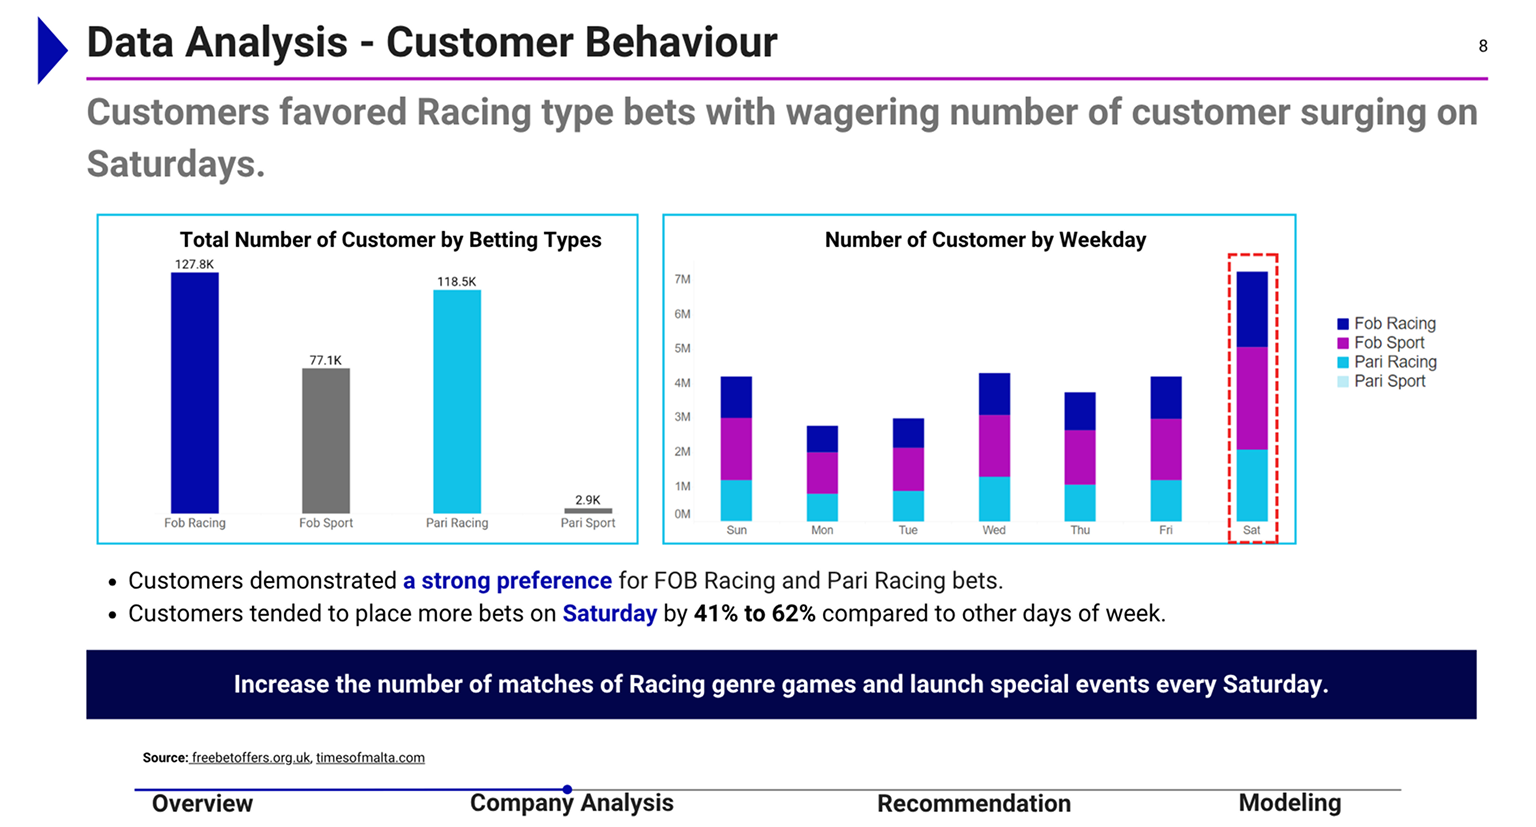 Data Analysis - Customer Behaviour
8
Customers favored Racing type bets with wagering number of customer surging on
Saturdays.
Total Number of Customer by Betting Types
127.8K
118.5K
77.1K
2.9K
Fob Racing
Fob Sport
Pari Racing
Pari Sport
Number of Customer by Weekday
7M
6M
5M
4M
3M
2M
1M
0M
Sun
Mon
Tue
Wed
Thu
Fri
Sat
Fob Racing
Fob Sport
Pari Racing
Pari Sport
• Customers demonstrated a strong preference for FOB Racing and Pari Racing bets.
• Customers tended to place more bets on Saturday by 41% to 62% compared to other days of week.
Increase the number of matches of Racing genre games and launch special events every Saturday.
Source: freebetoffers.org.uk, timesofmalta.com
Overview
Company Analysis
Recommendation
Modeling